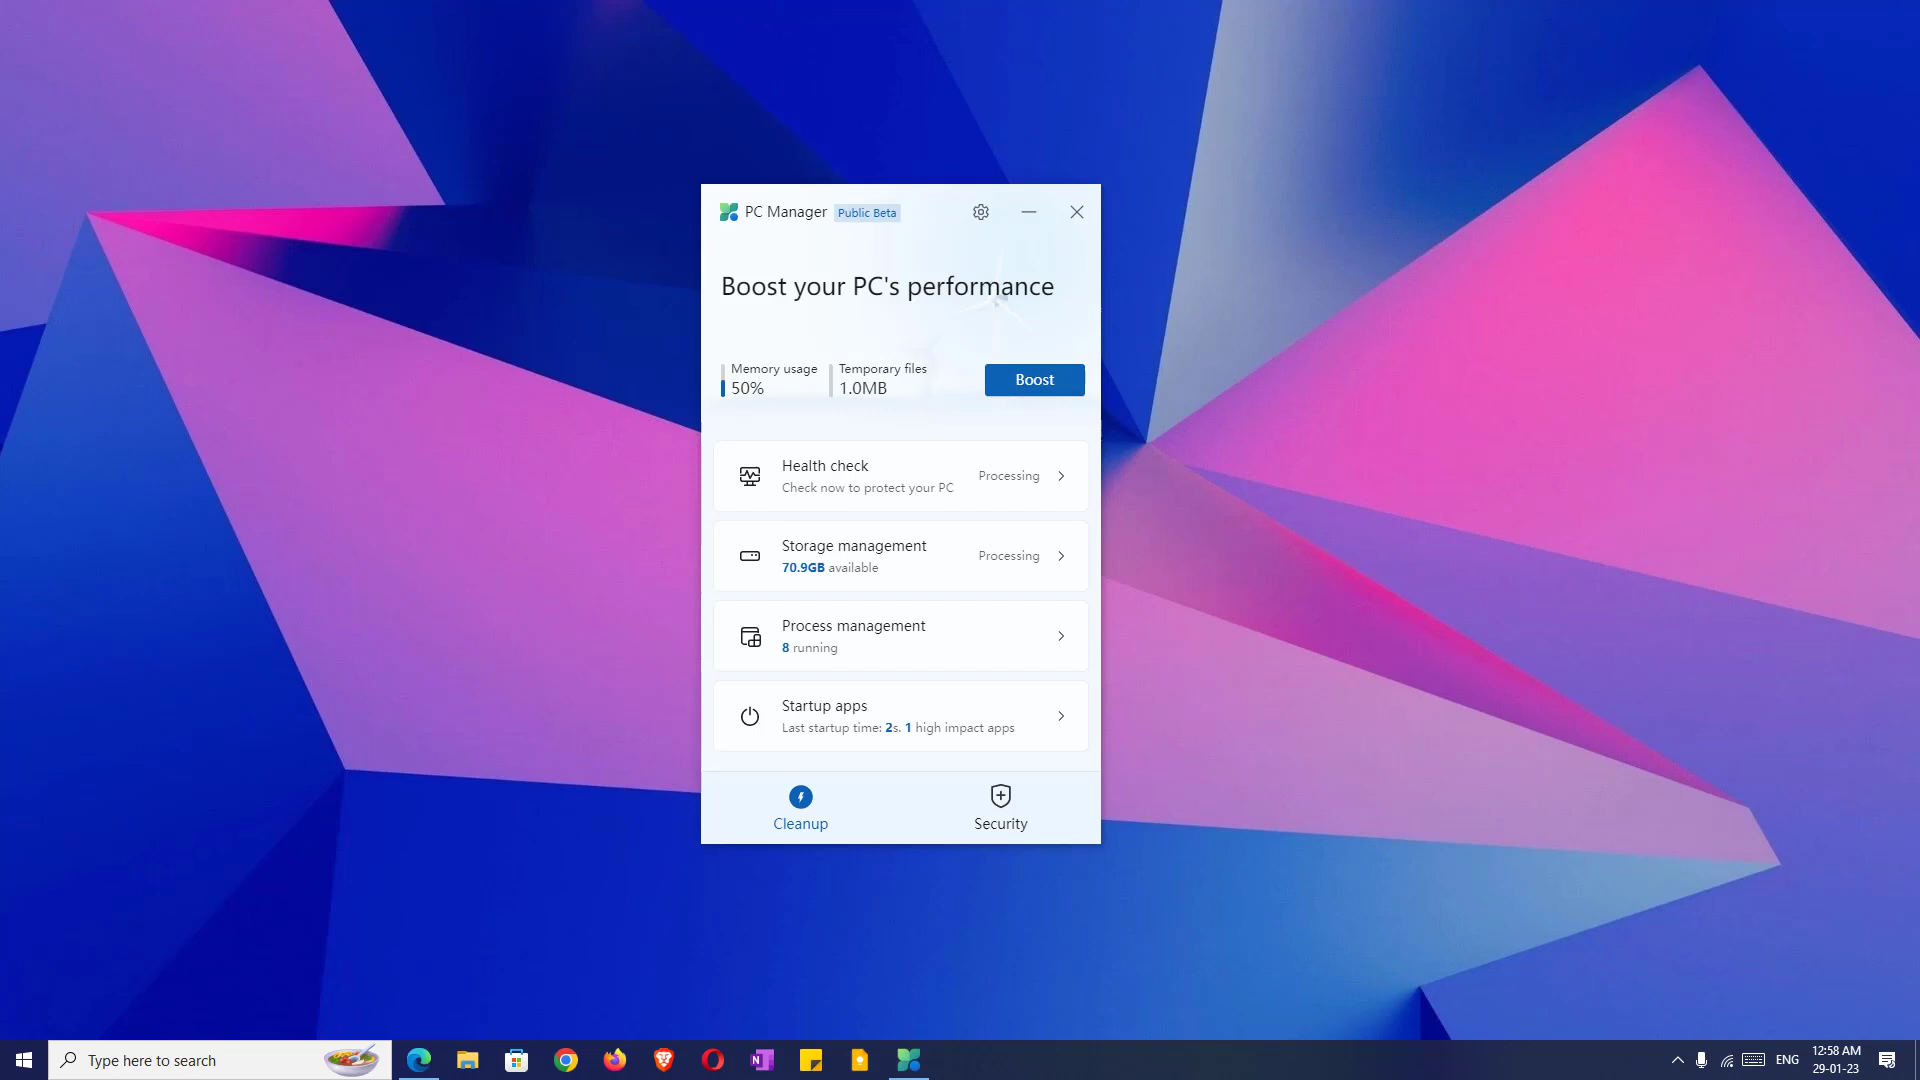 PC Manager Public Beta
Boost your PC's performance
Memory usage
50%
Temporary files
1.0MB
Boost
Health check
Check now to protect your PC
Processing
Storage management
70.9GB available
Processing
Process management
8 running
Startup apps
Last startup time: 2s. 1 high impact apps
Cleanup
Security
Type here to search
N
ENG
12:58 AM
29-01-23